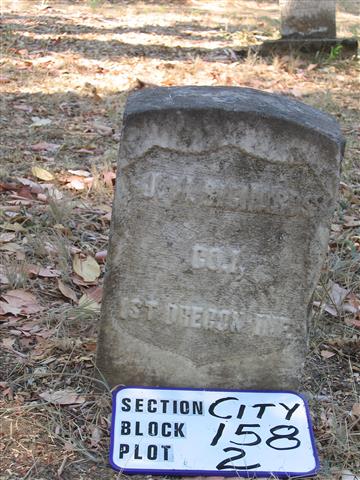 CO. I,
1ST OREGON INF.
SECTION CITY
BLOCK 158
PLOT 2